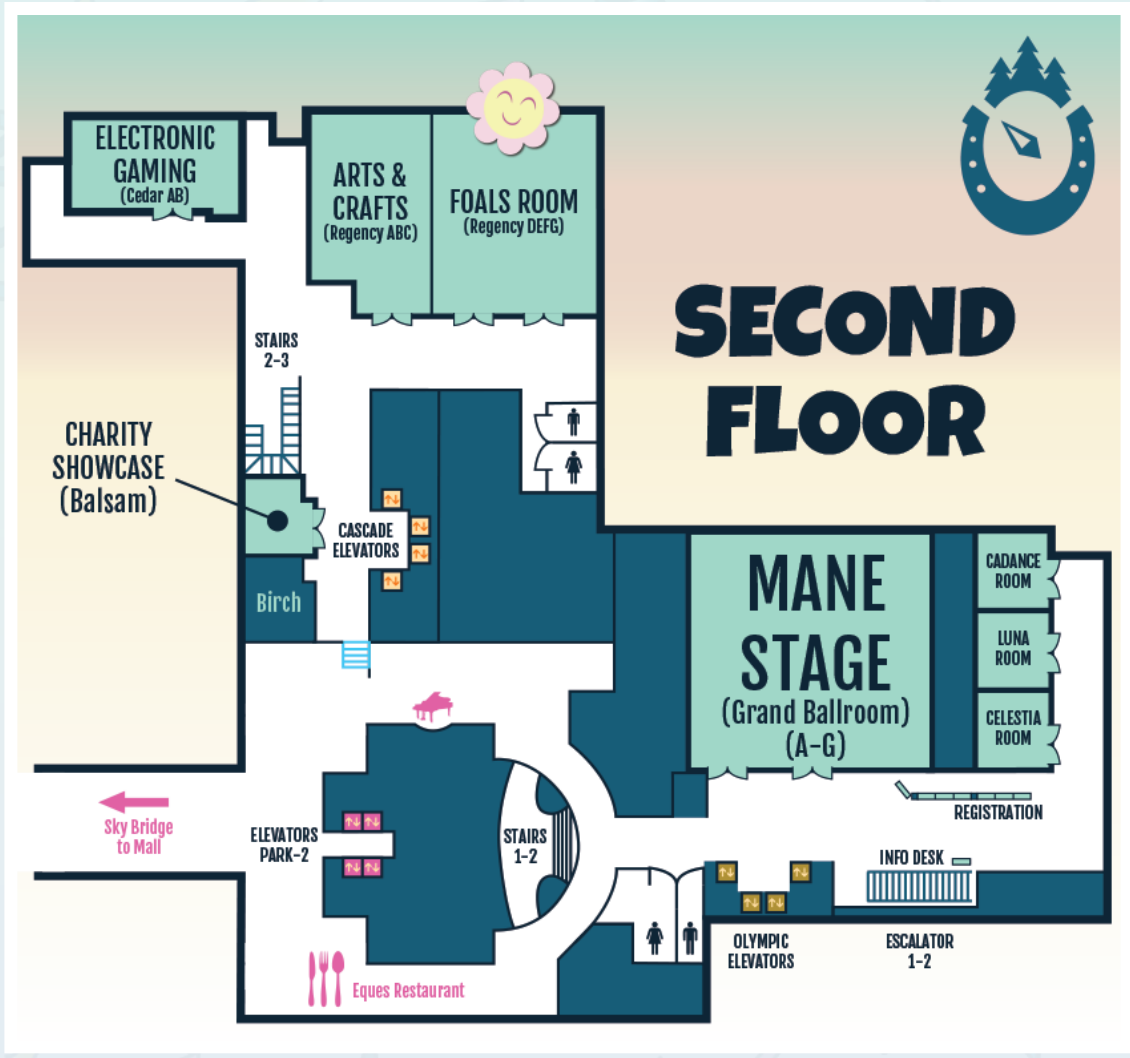 ELECTRONIC
GAMING
(Cedar AB)
ARTS &
CRAFTS
(Regency ABC)
FOALS ROOM
(Regency DEFG)
SECOND
FLOOR
STAIRS
2-3
CHARITY
SHOWCASE
(Balsam)
CASCADE
ELEVATORS
Birch
MANE
STAGE
(Grand Ballroom)
(A-G)
CADANCE
ROOM
LUNA
ROOM
CELESTIA
ROOM
REGISTRATION
Sky Bridge
to Mall
ELEVATORS
PARK-2
STAIRS
1-2
INFO DESK
OLYMPIC
ELEVATORS
ESCALATOR
1-2
Eques Restaurant